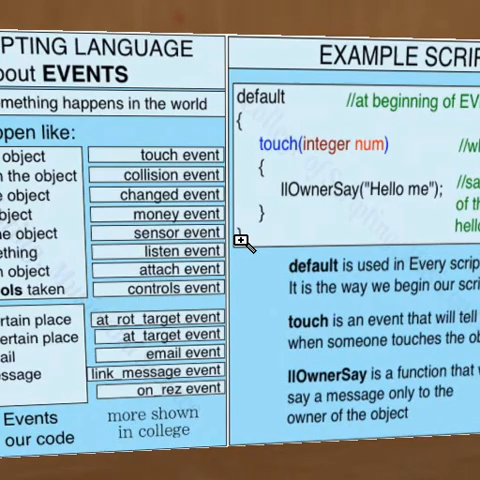 PTING LANGUAGE
bout EVENTS
omething happens in the world
ppen like:
object
touch event
n the object
collision event
e object
changed event
bject
money event
ne object
sensor event
ething
listen event
n object
attach event
ols taken
controls event
ertain place
at_rot_target event
ertain place
at_target event
ail
email event
essage
link_message event
on_rez event
Events
our code
more shown
in college
EXAMPLE SCRIP
default //at beginning of EV
{
touch(integer num) //wh
{
llOwnerSay("Hello me"); //sa
of th
hello
}
default is used in Every scrip
It is the way we begin our scri
touch is an event that will tell
when someone touches the ob
llOwnerSay is a function that w
say a message only to the
owner of the object